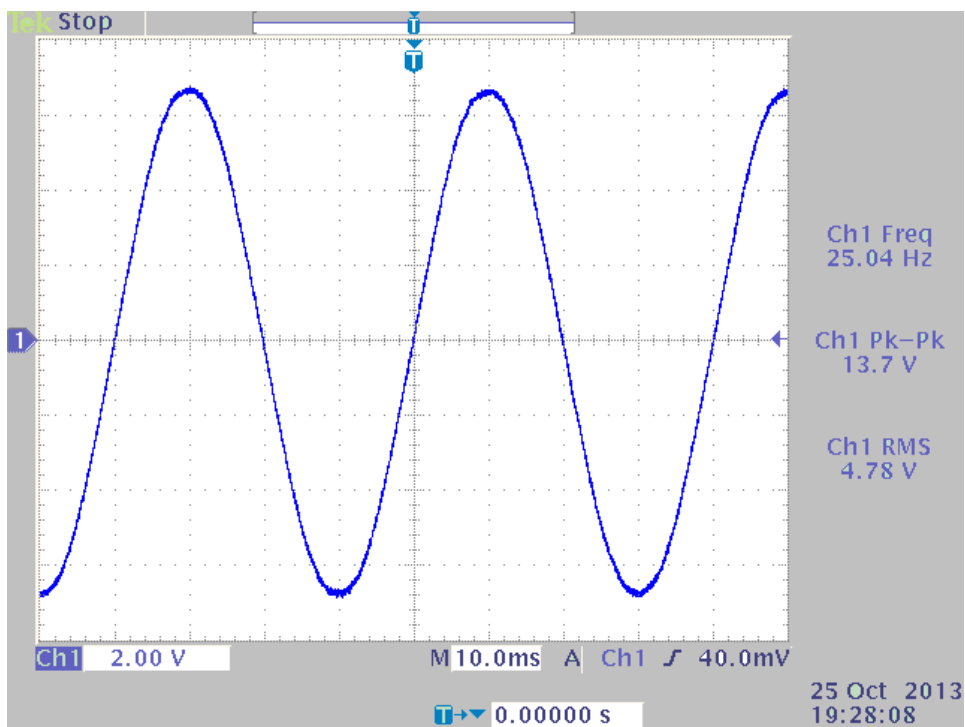 Tek Stop
T
T
1
Ch1 Freq
25.04 Hz
Ch1 Pk-Pk
13.7 V
Ch1 RMS
4.78 V
Ch1 2.00 V M 10.0ms A Ch1 40.0mV
25 Oct 2013
19:28:08
T 0.00000 s